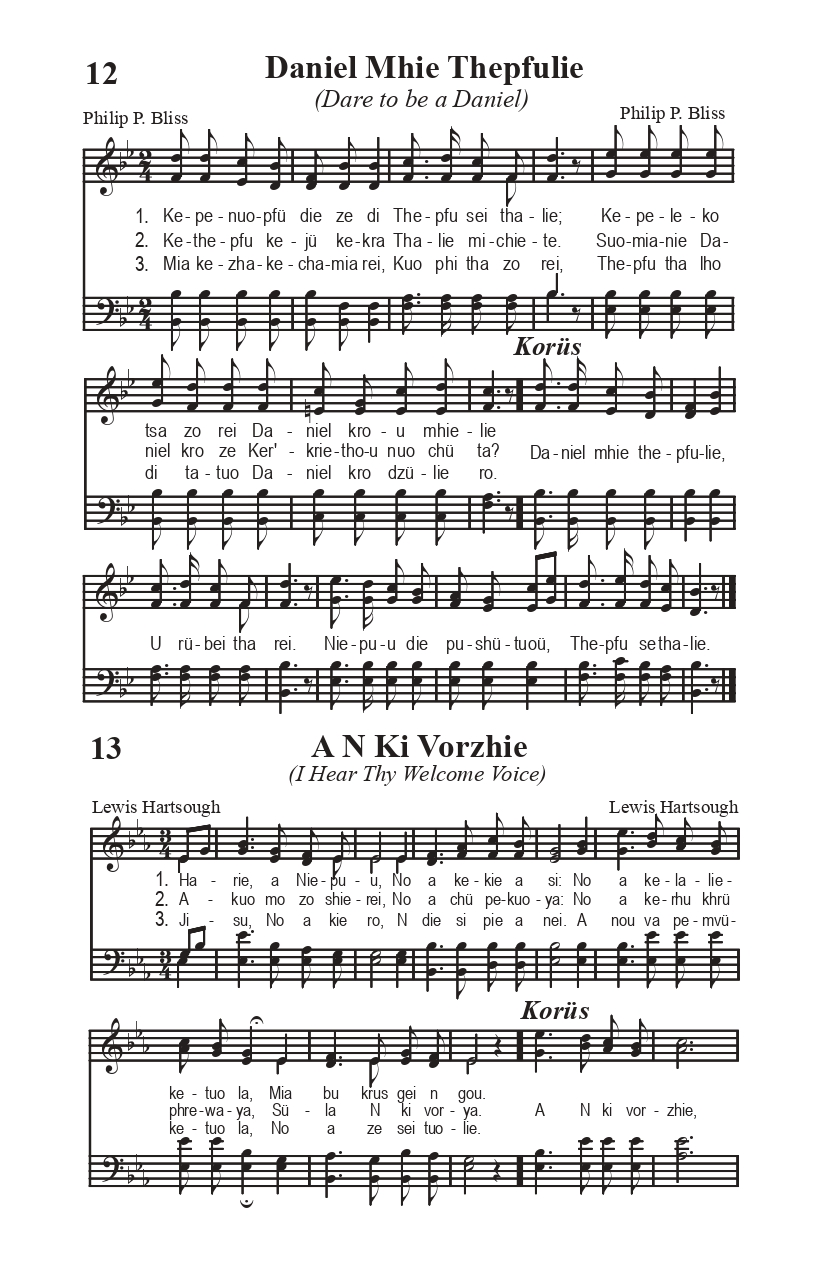 12
Daniel Mhie Thepfulie
(Dare to be a Daniel)
Philip P. Bliss
Philip P. Bliss
1. Ke-pe-nuo-pfü die ze di The-pfu sei tha-lie; Ke-pe-le-ko
2. Ke-the-pfu ke-jü ke-kra Tha-lie mi-chie-te. Suo-mia-nie Da-
3. Mia ke-zha-ke-cha-mia rei, Kuo phi tha zo rei, The-pfu tha lho
Korüs
tsa zo rei Da-niel kro-u mhie-lie
niel kro ze Ker'-krie-tho-u nuo chü ta? Da-niel mhie the-pfu-lie,
di ta-tuo Da-niel kro dzü-lie ro.
U rü-bei tha rei. Nie-pu-u die pu-shü-tuoü, The-pfu se tha-lie.
13
A N Ki Vorzhie
(I Hear Thy Welcome Voice)
Lewis Hartsough
Lewis Hartsough
1. Ha-rie, a Nie-pu-u, No a ke-kie a si: No a ke-la-lie-
2. A-kuo mo zo shie-rei, No a chü pe-kuo-ya: No a ke-rhu khrü
3. Ji-su, No a kie ro, N die si pie a nei. A nou va pe-mvü-
Korüs
ke-tuo la, Mia bu krus gei n gou.
phre-wa-ya, Sü-la N ki vor-ya. A N ki vor-zhie,
ke-tuo la, No a ze sei tuo-lie.